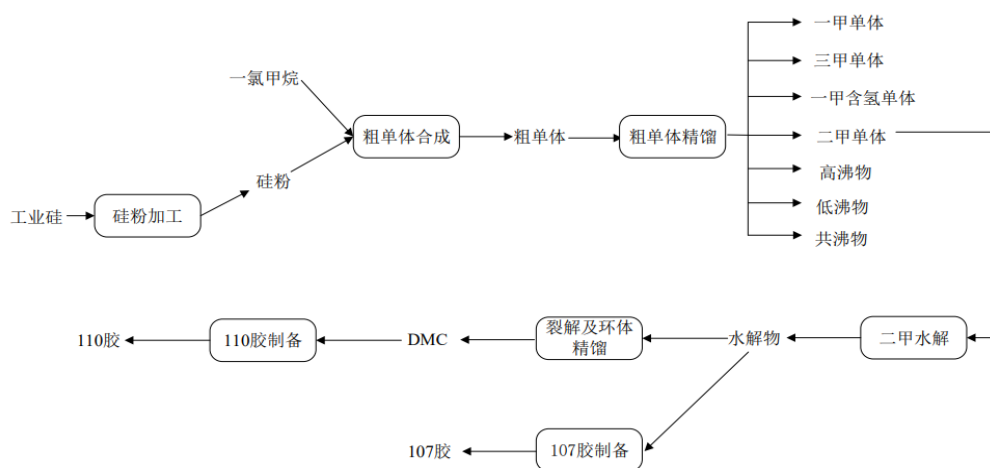 一甲单体
三甲单体
一氯甲烷
一甲含氢单体
粗单体合成
粗单体
粗单体精馏
二甲单体
高沸物
硅粉
低沸物
工业硅
硅粉加工
共沸物
110胶
110胶制备
DMC
裂解及环体
精馏
水解物
二甲水解
107胶
107胶制备